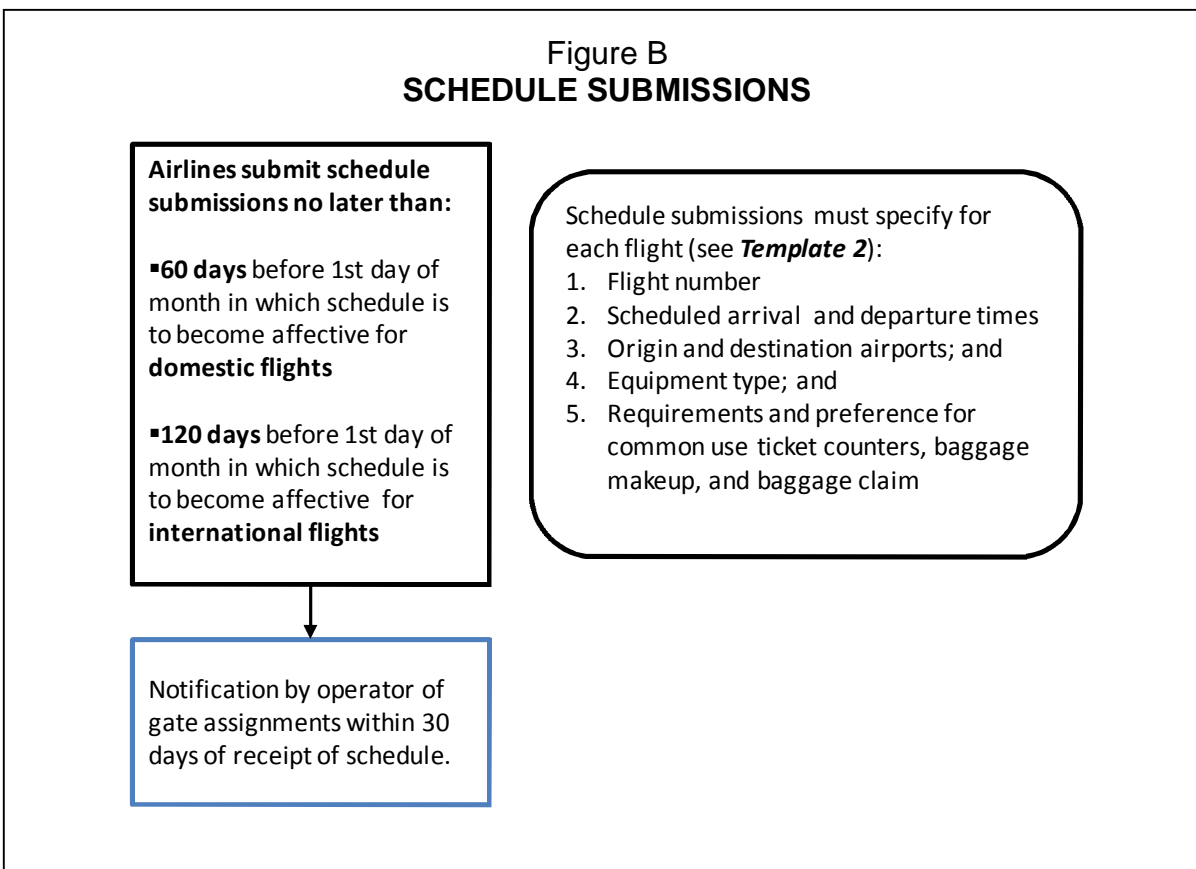 Figure B
SCHEDULE SUBMISSIONS
Airlines submit schedule
submissions no later than:
▪60 days before 1st day of
month in which schedule is
to become affective for
domestic flights
▪120 days before 1st day of
month in which schedule is
to become affective for
international flights
Schedule submissions must specify for
each flight (see Template 2):
1. Flight number
2. Scheduled arrival and departure times
3. Origin and destination airports; and
4. Equipment type; and
5. Requirements and preference for
common use ticket counters, baggage
makeup, and baggage claim
Notification by operator of
gate assignments within 30
days of receipt of schedule.